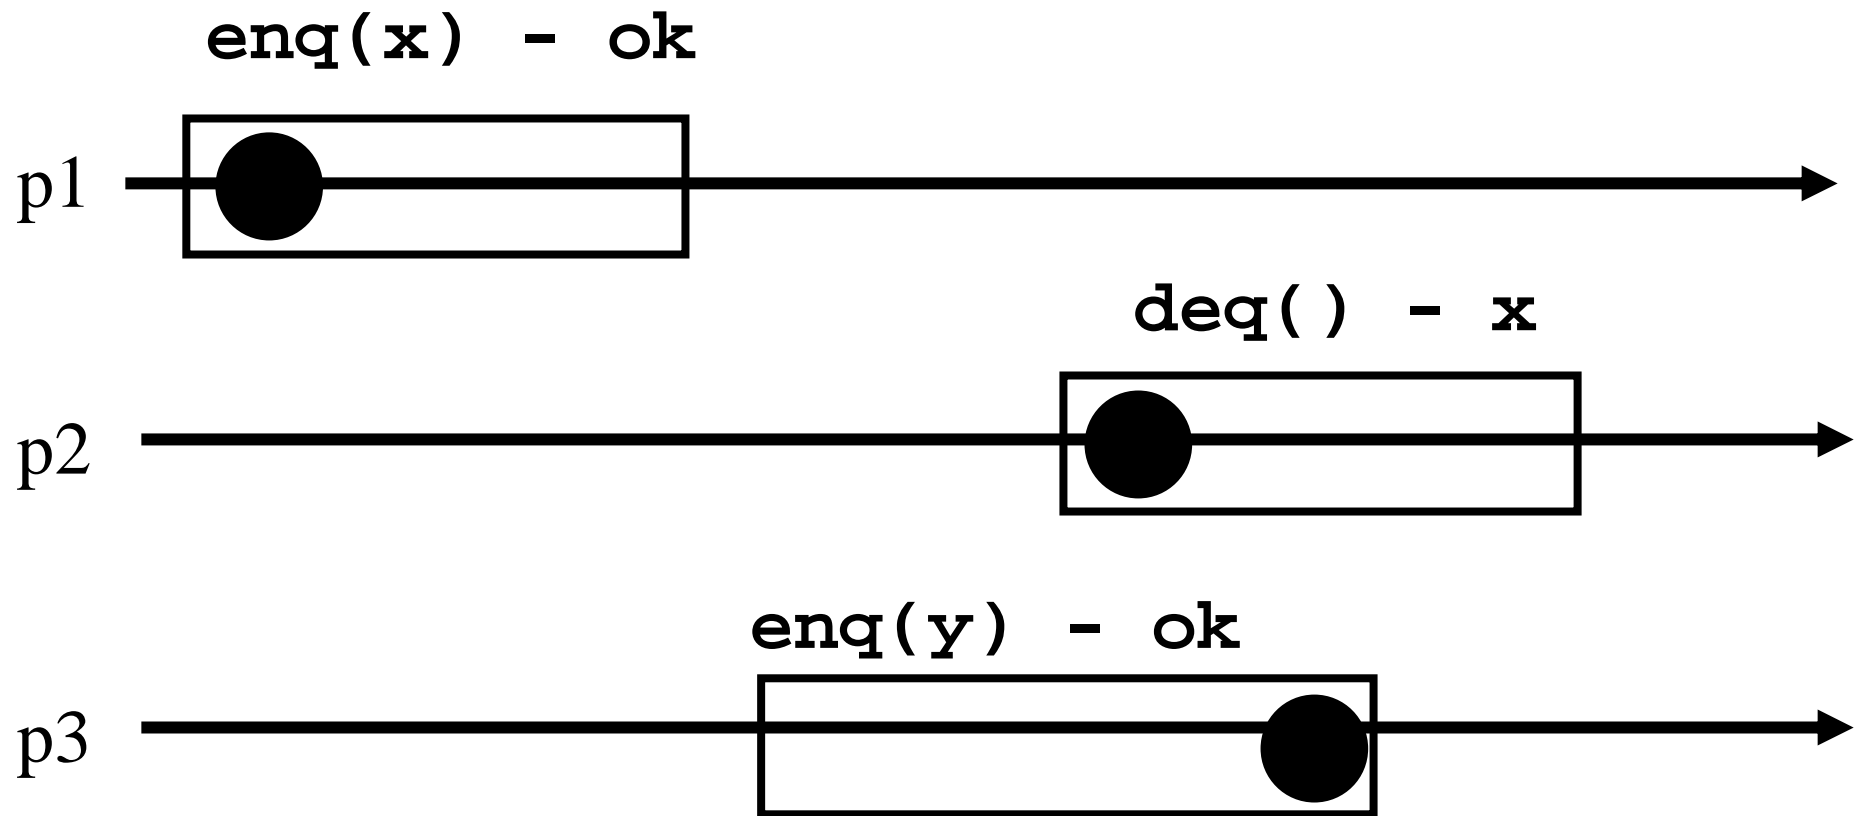 enq(x) - ok
p1
deq() - x
p2
enq(y) - ok
p3